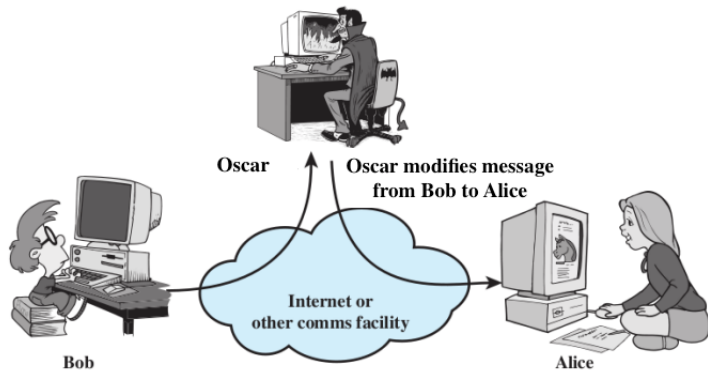 Oscar
Oscar modifies message
from Bob to Alice
Internet or
other comms facility
Bob
Alice